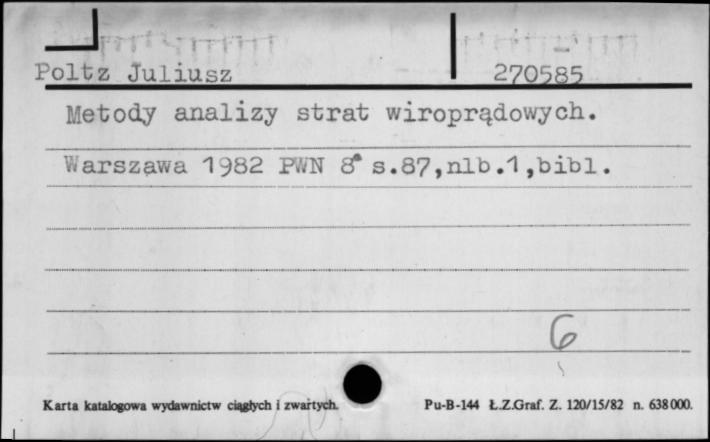 Poltz Juliusz 270585
Metody analizy strat wiroprądowych.
Warszawa 1982 PWN 8° s.87,nlb.1,bibl.
6
Karta katalogowa wydawnictw ciągłych i zwartych. Pu-B-144 Ł.Z.Graf. Z. 120/15/82 n. 638000.